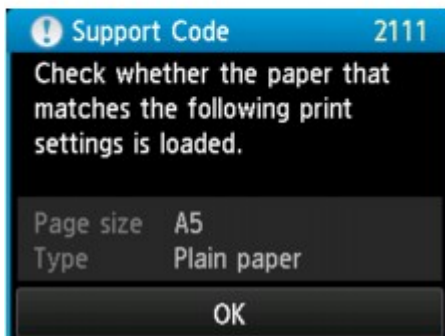 Support Code 2111
Check whether the paper that
matches the following print
settings is loaded.
Page size A5
Type Plain paper
OK